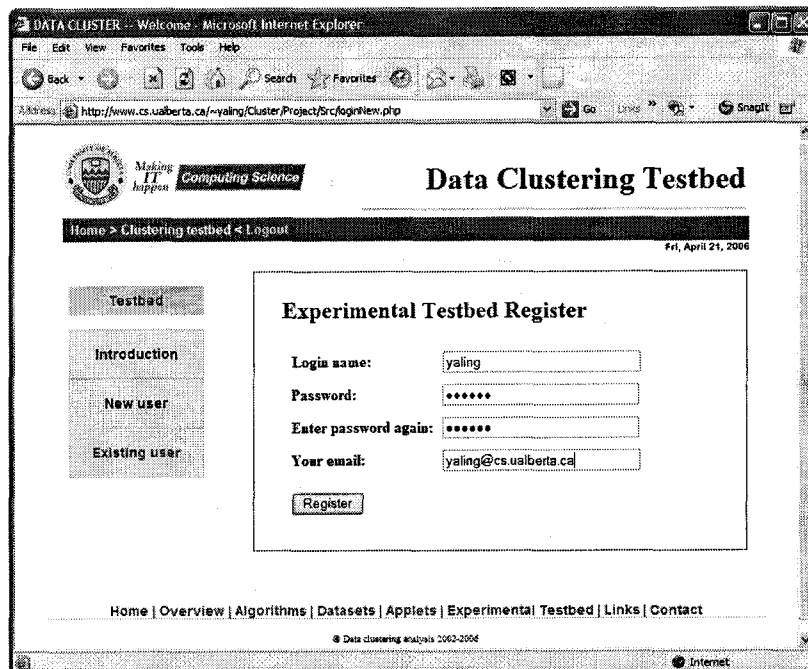 DATA CLUSTER -- Welcome - Microsoft Internet Explorer
File Edit View Favorites Tools Help
Back Search Favorites
Address http://www.cs.ualberta.ca/~yaling/Cluster/Project/Src/loginNew.php Go Links » SnagIt
Making
IT
happen
Computing Science
Data Clustering Testbed
Home > Clustering testbed < Logout
Fri, April 21, 2006
Testbed
Introduction
New user
Existing user
Experimental Testbed Register
Login name: yaling
Password: ••••••
Enter password again: ••••••
Your email: yaling@cs.ualberta.ca
Register
Home | Overview | Algorithms | Datasets | Applets | Experimental Testbed | Links | Contact
© Data clustering analysis 2002-2006
Internet